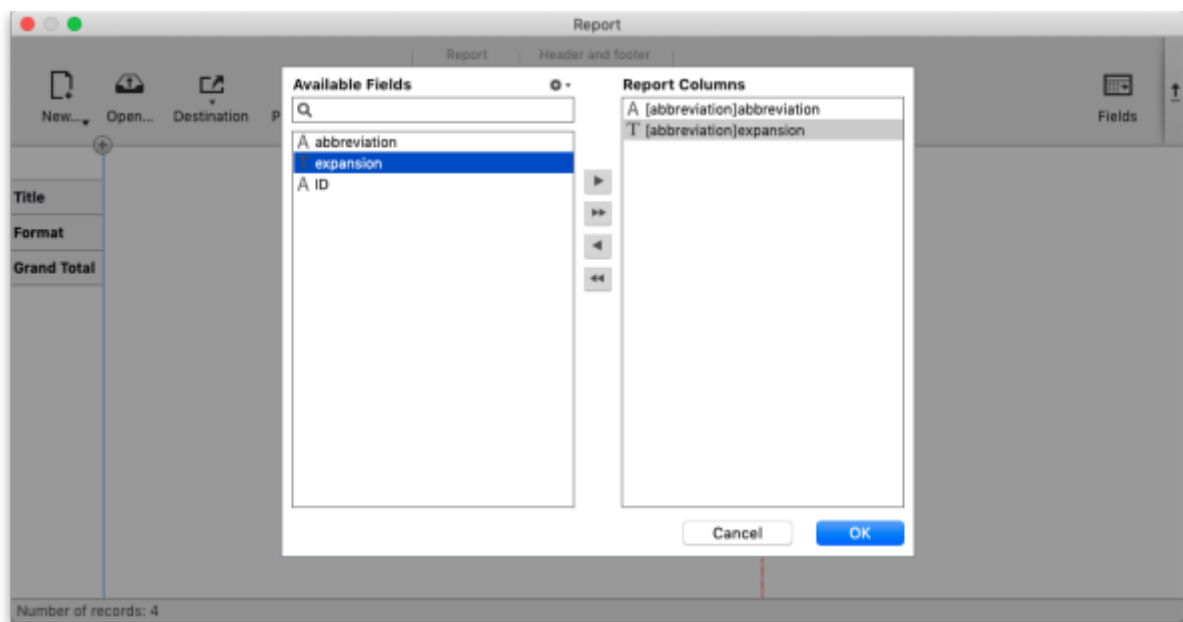 Report
Report Header and footer
New... Open... Destination P
Fields
Title
Format
Grand Total
Available Fields
abbreviation
expansion
ID
Report Columns
[abbreviation]abbreviation
[abbreviation]expansion
Cancel OK
Number of records: 4